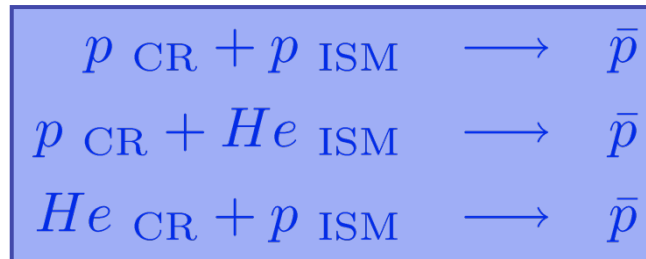 p CR + p ISM ⟶ p̄
p CR + He ISM ⟶ p̄
He CR + p ISM ⟶ p̄